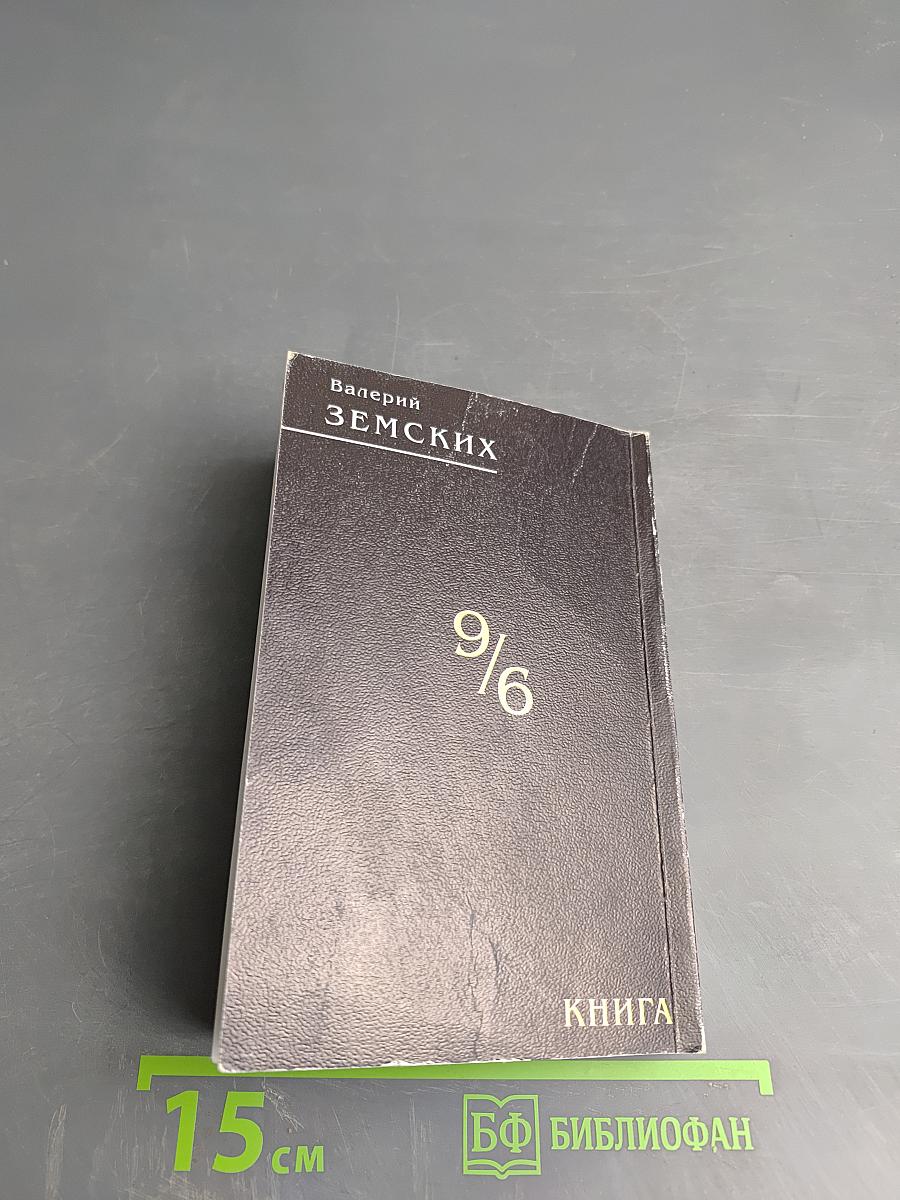 Валерий
ЗЕМСКИХ
9/6
КНИГА
15 см
БФ БИБЛИОФАН